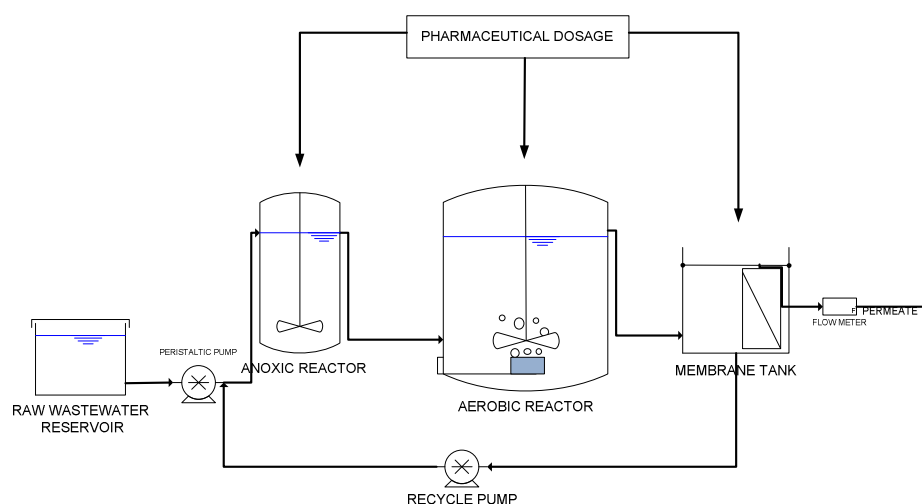 PHARMACEUTICAL DOSAGE
PERISTALTIC PUMP
ANOXIC REACTOR
RAW WASTEWATER
RESERVOIR
AEROBIC REACTOR
MEMBRANE TANK
F
PERMEATE
FLOW METER
RECYCLE PUMP